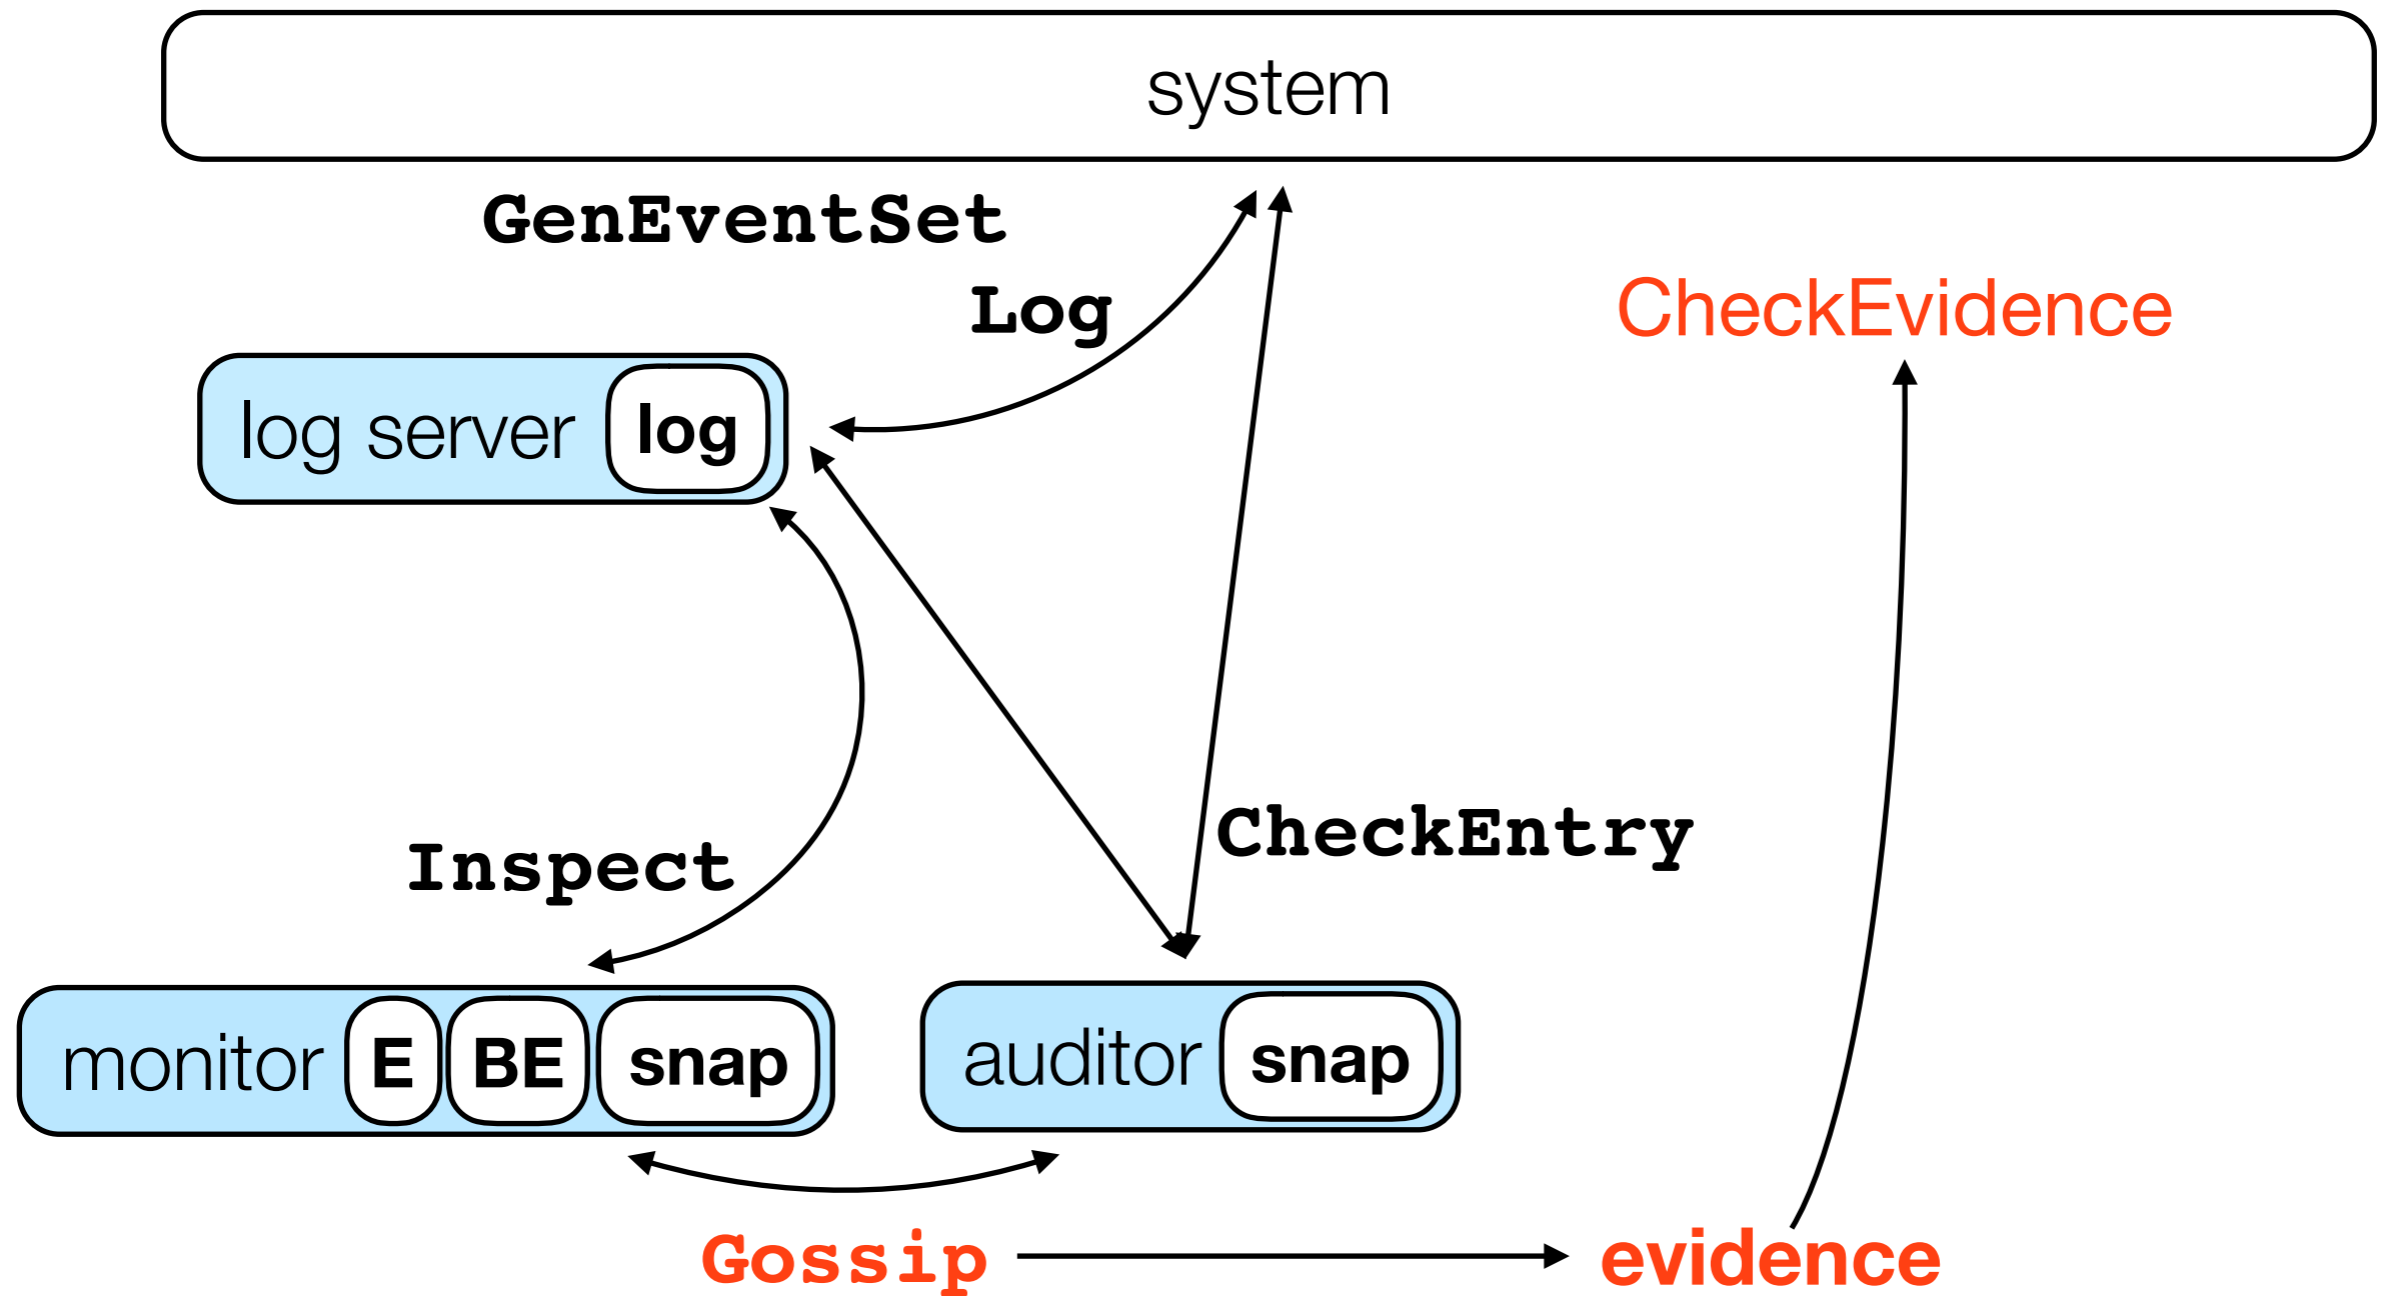 system
GenEventSet
Log
CheckEvidence
log server log
CheckEntry
Inspect
monitor E BE snap
auditor snap
Gossip
evidence